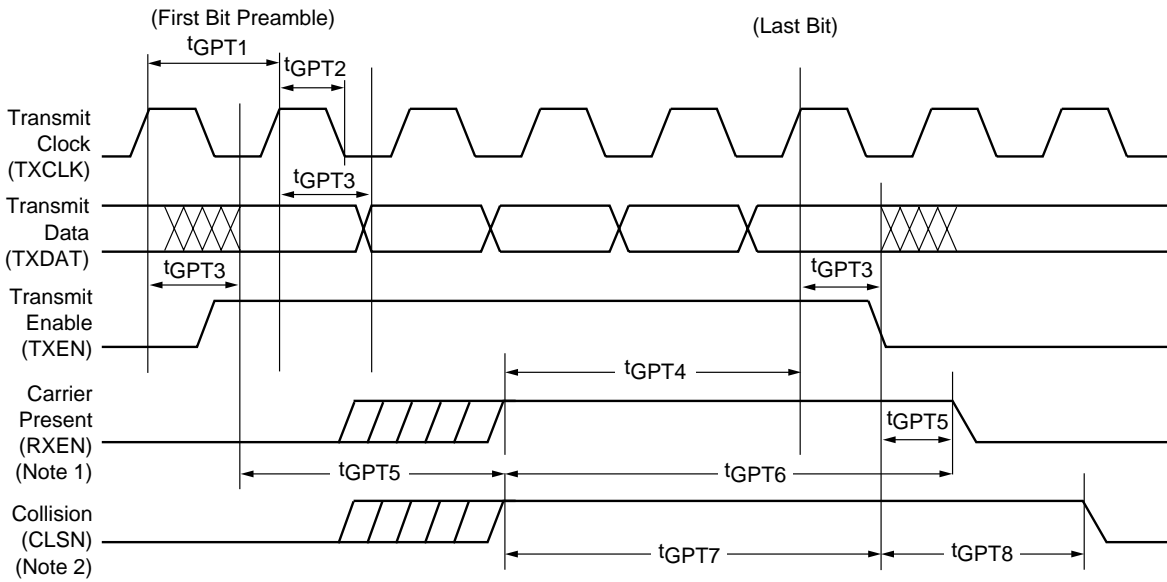 (First Bit Preamble)
(Last Bit)
tGPT1
tGPT2
Transmit
Clock
(TXCLK)
tGPT3
Transmit
Data
(TXDAT)
tGPT3
tGPT3
Transmit
Enable
(TXEN)
tGPT4
Carrier
Present
(RXEN)
(Note 1)
tGPT5
tGPT5
tGPT6
Collision
(CLSN)
(Note 2)
tGPT7
tGPT8